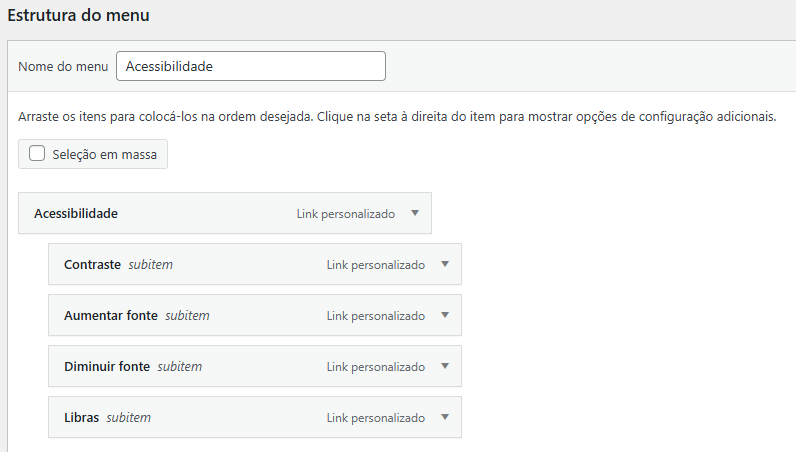 Estrutura do menu
Nome do menu Acessibilidade
Arraste os itens para colocá-los na ordem desejada. Clique na seta à direita do item para mostrar opções de configuração adicionais.
Seleção em massa
Acessibilidade Link personalizado
Contraste subitem Link personalizado
Aumentar fonte subitem Link personalizado
Diminuir fonte subitem Link personalizado
Libras subitem Link personalizado